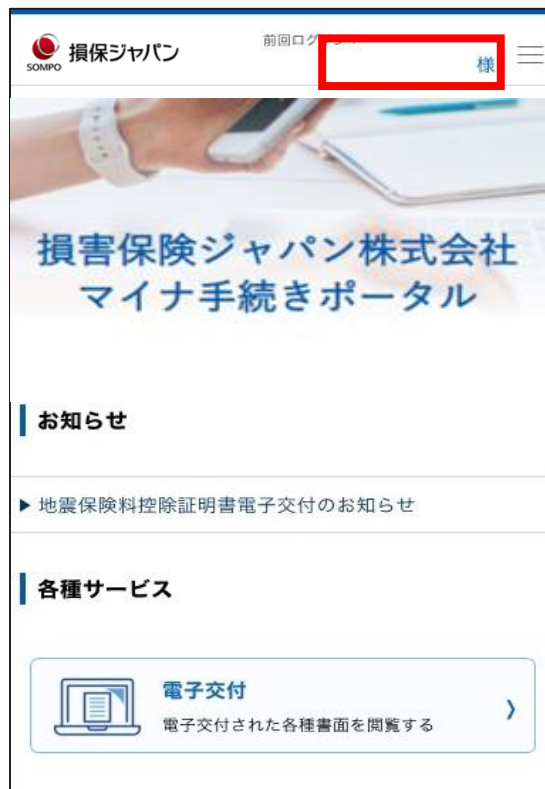 SOMPO
損保ジャパン
前回ログ
様
損害保険ジャパン株式会社
マイナ手続きポータル
お知らせ
▶ 地震保険料控除証明書電子交付のお知らせ
各種サービス
電子交付
電子交付された各種書面を閲覧する